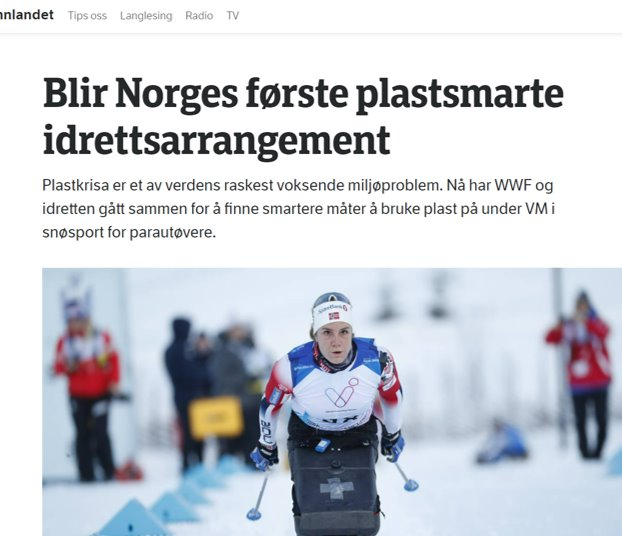 nnlandet Tips oss Langlesing Radio TV
Blir Norges første plastsmarte
idrettsarrangement
Plastkrisa er et av verdens raskest voksende miljøproblem. Nå har WWF og
idretten gått sammen for å finne smartere måter å bruke plast på under VM i
snøsport for parautøvere.